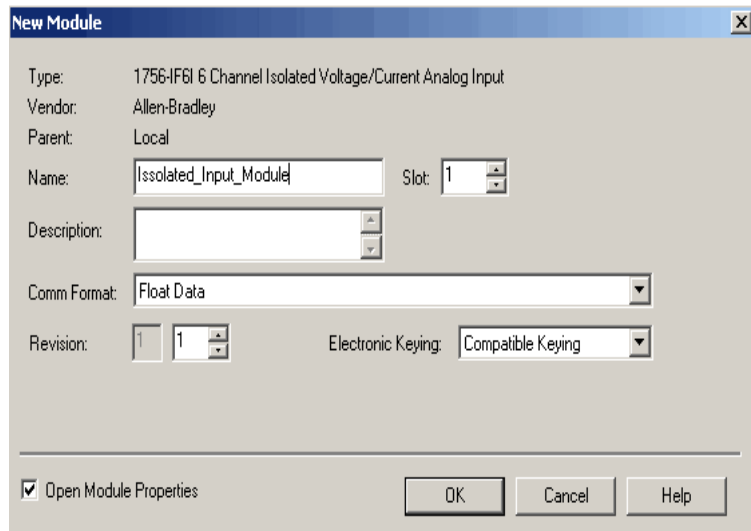 New Module
Type: 1756-IF6I 6 Channel Isolated Voltage/Current Analog Input
Vendor: Allen-Bradley
Parent: Local
Name: Issolated_Input_Module Slot: 1
Description:
Comm Format: Float Data
Revision: 1 1 Electronic Keying: Compatible Keying
Open Module Properties OK Cancel Help